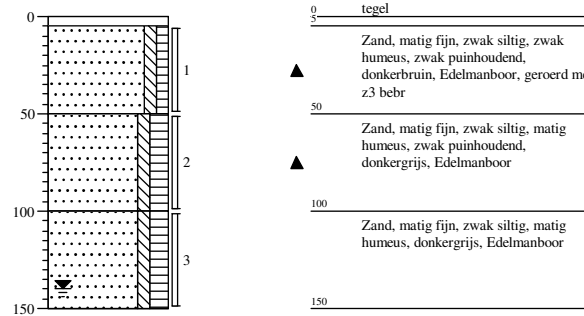 0
50
100
150
1
2
3
0
tegel
5
Zand, matig fijn, zwak siltig, zwak
humeus, zwak puinhoudend,
donkerbruin, Edelmanboor, geroerd
z3 bebr
50
Zand, matig fijn, zwak siltig, matig
humeus, zwak puinhoudend,
donkergrijs, Edelmanboor
100
Zand, matig fijn, zwak siltig, matig
humeus, donkergrijs, Edelmanboor
150